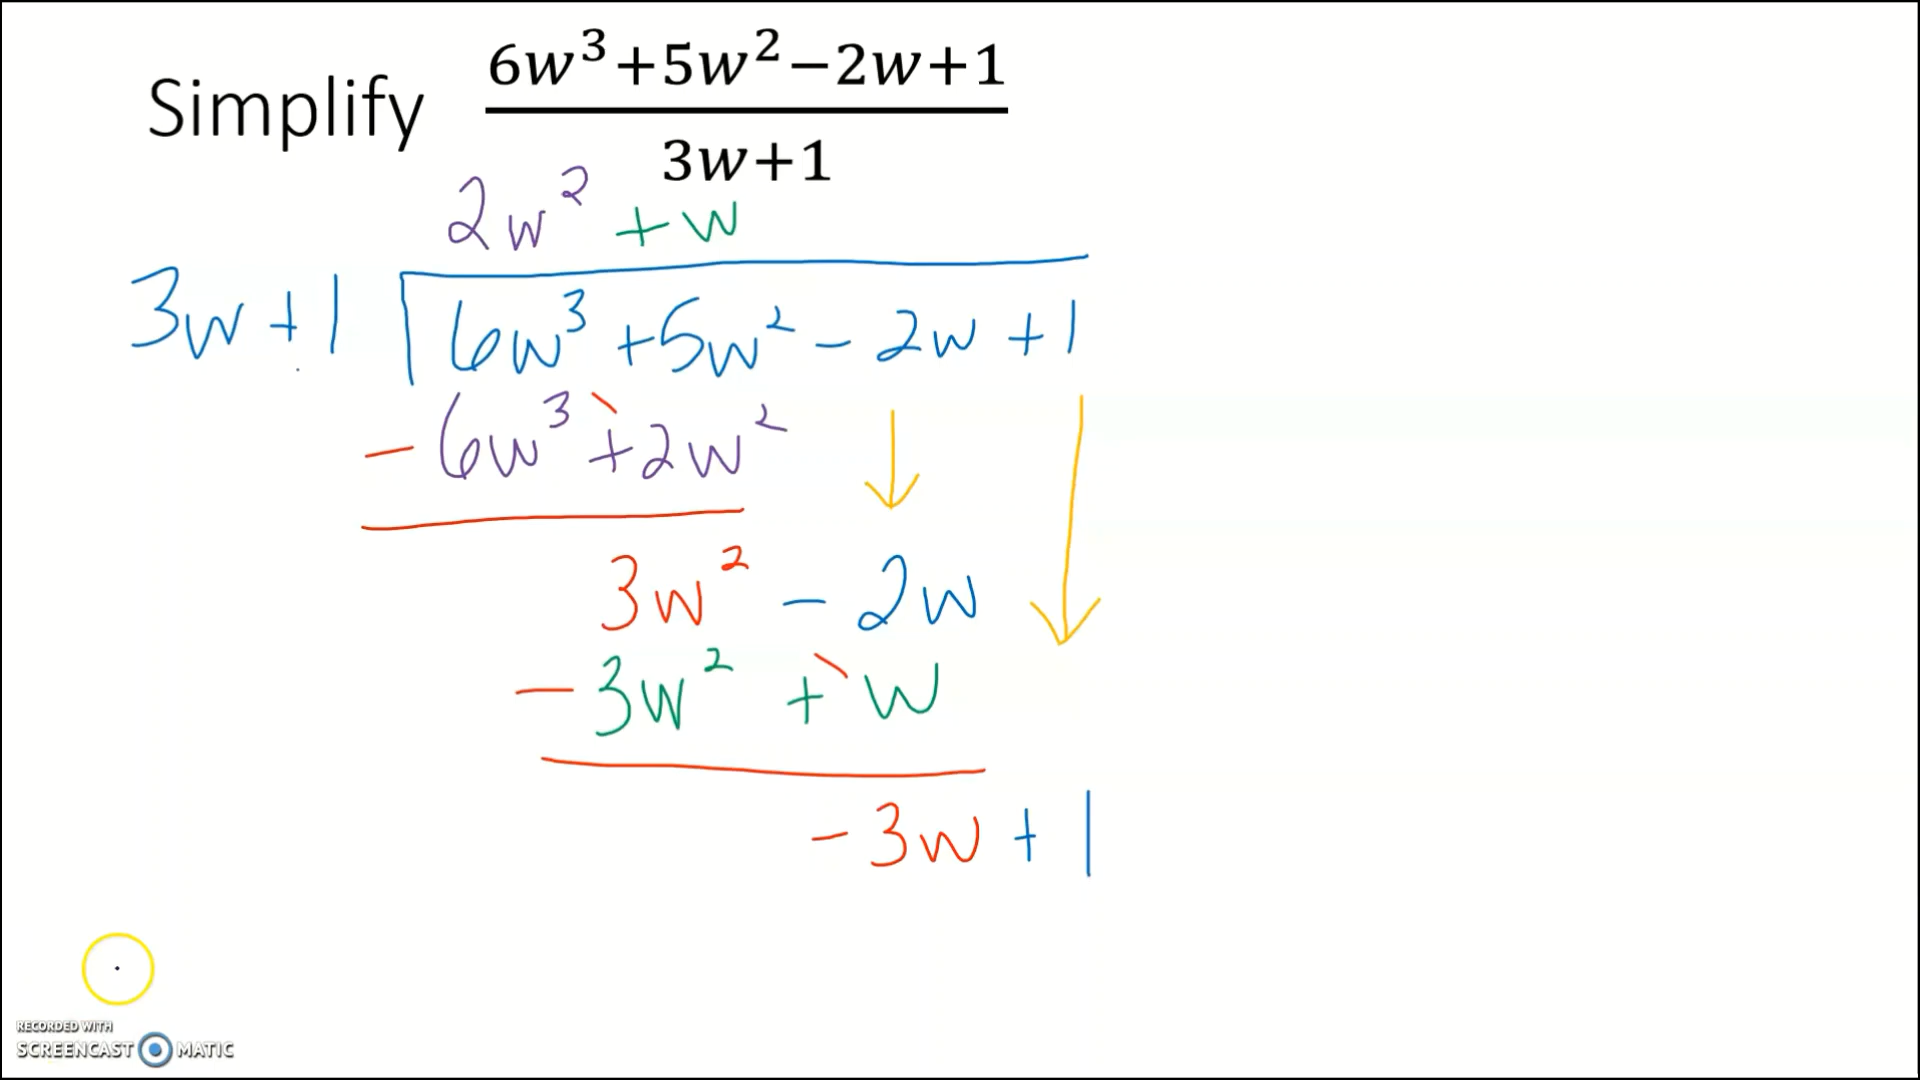 Simplify 6w³+5w²−2w+1
3w+1
2w² + w
3w + 1 6w³ + 5w² − 2w + 1
− 6w³ + 2w²
3w² − 2w
− 3w² + w
− 3w + 1
RECORDED WITH
SCREENCAST MATIC